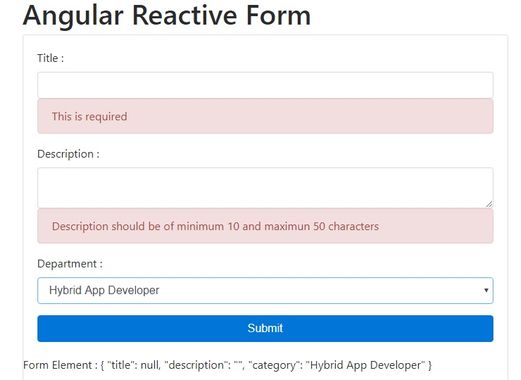 Angular Reactive Form
Title :
This is required
Description :
Description should be of minimum 10 and maximun 50 characters
Department :
Hybrid App Developer
Submit
Form Element : { "title": null, "description": "", "category": "Hybrid App Developer" }